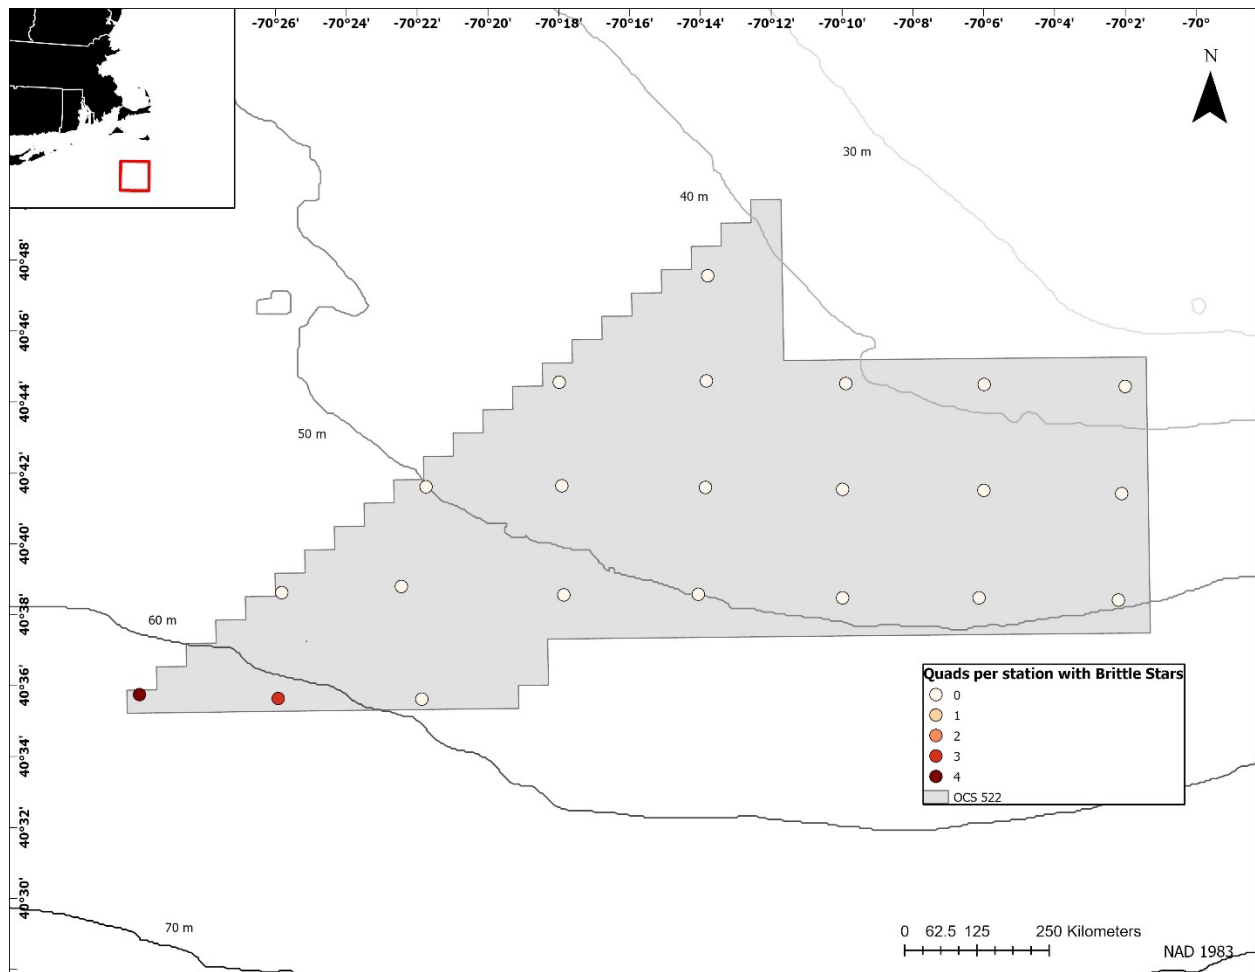 -70°26' -70°24' -70°22' -70°20' -70°18' -70°16' -70°14' -70°12' -70°10' -70°8' -70°6' -70°4' -70°2' -70°
N
30 m
40 m
40°48'
40°46'
40°44'
50 m
40°42'
40°40'
40°38'
60 m
40°36'
Quads per station with Brittle Stars
0
1
2
3
4
OCS 522
40°34'
40°32'
40°30'
70 m
0 62.5 125 250 Kilometers
NAD 1983